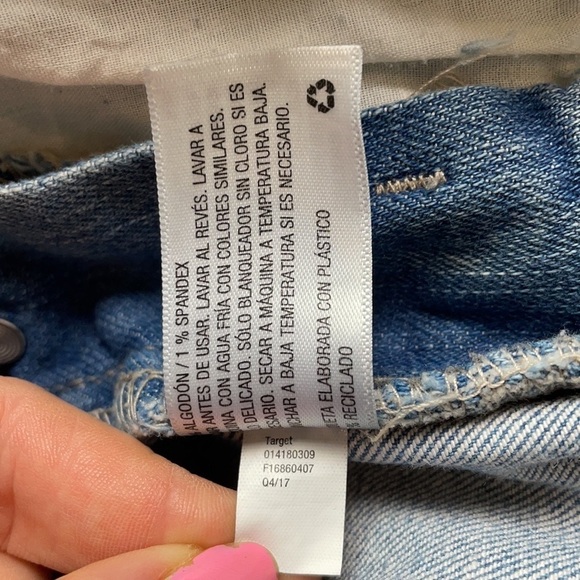 ALGODÓN / 1 % SPANDEX
ANTES DE USAR. LAVAR AL REVÉS. LAVAR A
INA CON AGUA FRÍA CON COLORES SIMILARES.
DELICADO. SOLO BLANQUEADOR SIN CLORO SI ES
SARIO. SECAR A MÁQUINA A TEMPERATURA BAJA.
CHAR A BAJA TEMPERATURA SI ES NECESARIO.
ETA ELABORADA CON PLÁSTICO
% RECICLADO
Target
014180309
F16860407
Q4/17